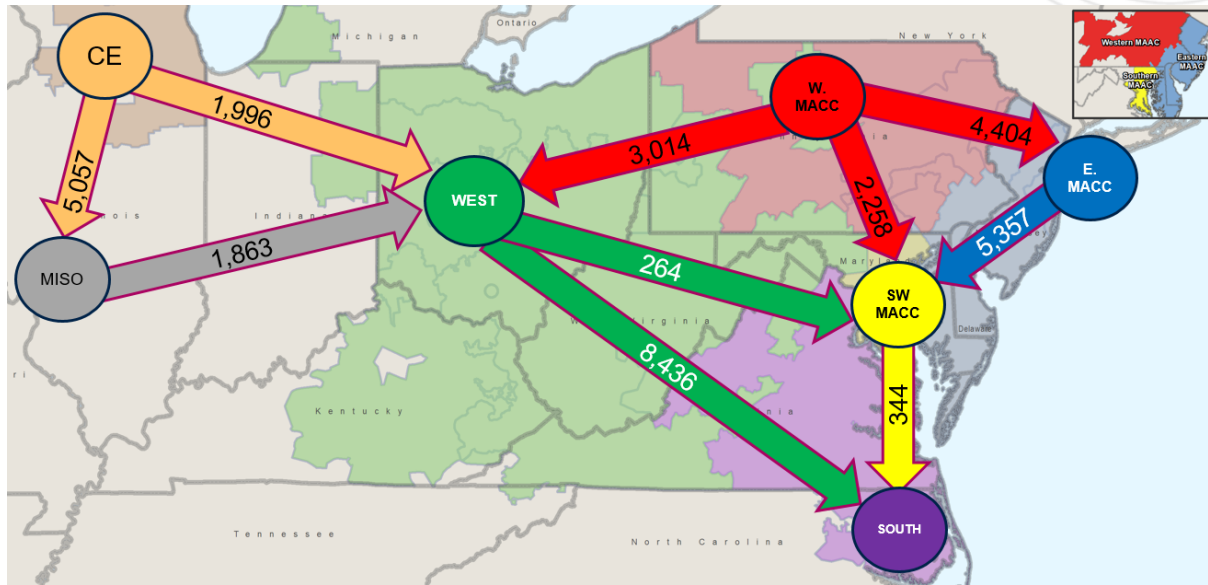 Ontario
Michigan
New York
Western MAAC
Eastern
MAAC
Southern
MAAC
CE
1,996
W.
MACC
4,404
3,014
2,258
E.
MACC
5,057
WEST
5,357
Indiana
MISO
1,863
264
Maryland
SW
MACC
Delaware
8,436
344
Kentucky
SOUTH
Tennessee
North Carolina